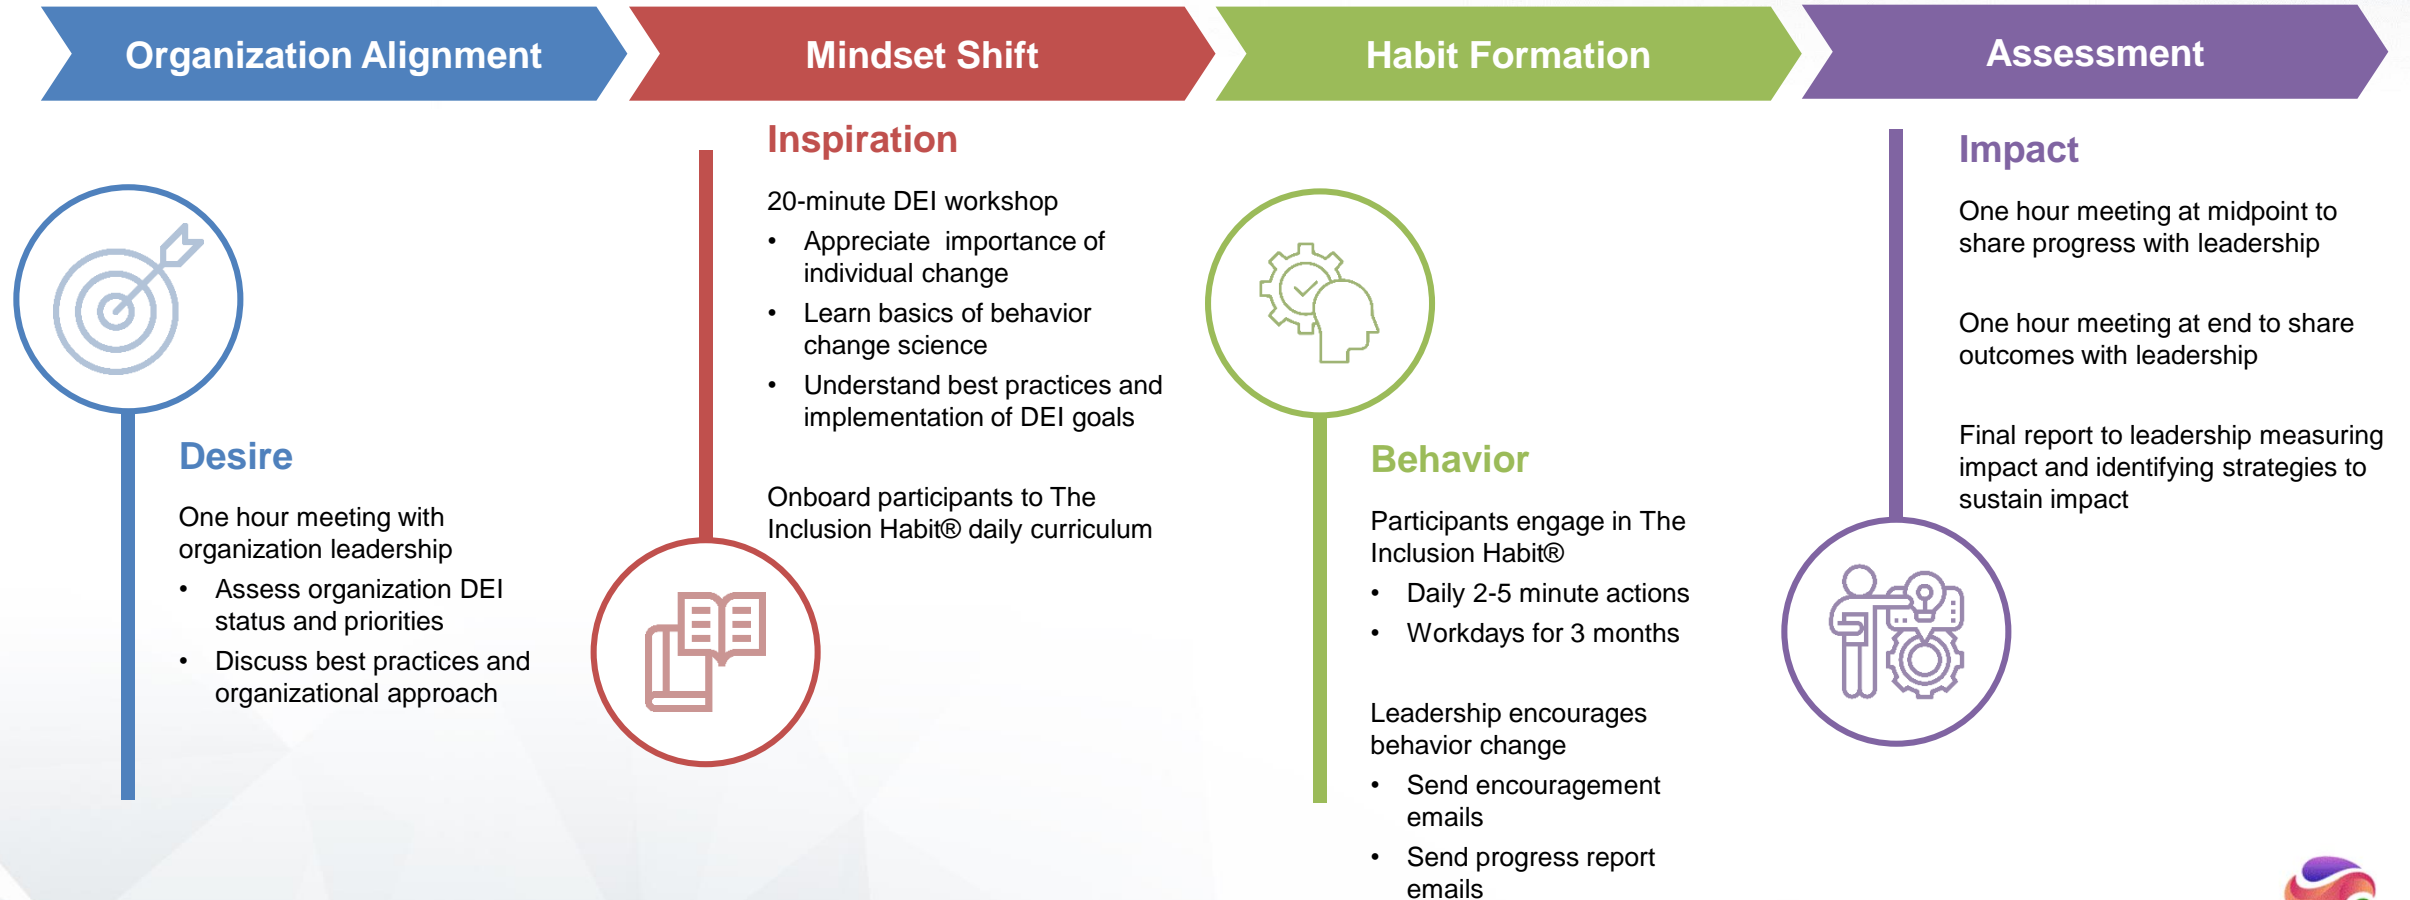 Organization Alignment
Mindset Shift
Habit Formation
Assessment
Desire
One hour meeting with
organization leadership
• Assess organization DEI
status and priorities
• Discuss best practices and
organizational approach
Inspiration
20-minute DEI workshop
• Appreciate  importance of
individual change
• Learn basics of behavior
change science
• Understand best practices and
implementation of DEI goals
Onboard participants to The
Inclusion Habit® daily curriculum
Behavior
Participants engage in The
Inclusion Habit®
• Daily 2-5 minute actions
• Workdays for 3 months
Leadership encourages
behavior change
• Send encouragement
emails
• Send progress report
emails
Impact
One hour meeting at midpoint to
share progress with leadership
One hour meeting at end to share
outcomes with leadership
Final report to leadership measuring
impact and identifying strategies to
sustain impact